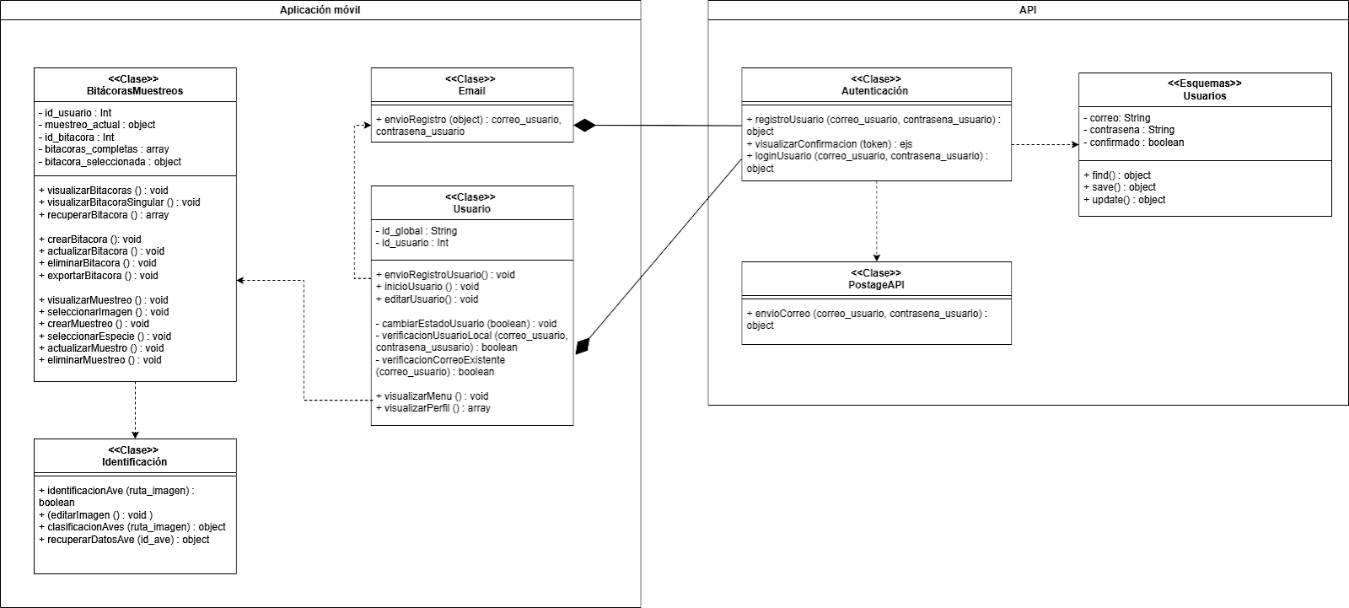 Aplicación móvil
<<Clase>>
BitácorasMuestreos
- id_usuario : Int
- muestreo_actual : object
- id_bitacora : Int
- bitacoras_completas : array
- bitacora_seleccionada : object
+ visualizarBitacoras () : void
+ visualizarBitacoraSingular () : void
+ recuperarBitacora () : array
+ crearBitacora (): void
+ actualizarBitacora () : void
+ eliminarBitacora () : void
+ exportarBitacora () : void
+ visualizarMuestreo () : void
+ seleccionarImagen () : void
+ crearMuestreo () : void
+ seleccionarEspecie () : void
+ actualizarMuestro () : void
+ eliminarMuestreo () : void
<<Clase>>
Identificación
+ identificacionAve (ruta_imagen) :
boolean
+ (editarImagen () : void )
+ clasificacionAves (ruta_imagen) : object
+ recuperarDatosAve (id_ave) : object
<<Clase>>
Email
+ envioRegistro (object) : correo_usuario,
contrasena_usuario
<<Clase>>
Usuario
- id_global : String
- id_usuario : Int
+ envioRegistroUsuario() : void
+ inicioUsuario () : void
+ editarUsuario() : void
- cambiarEstadoUsuario (boolean) : void
- verificacionUsuarioLocal (correo_usuario,
contrasena_ususario) : boolean
- verificacionCorreoExistente
(correo_usuario) : boolean
+ visualizarMenu () : void
+ visualizarPerfil () : array
API
<<Clase>>
Autenticación
+ registroUsuario (correo_usuario, contrasena_usuario) :
object
+ visualizarConfirmacion (token) : ejs
+ loginUsuario (correo_usuario, contrasena_usuario) :
object
<<Esquemas>>
Usuarios
- correo: String
- contrasena : String
- confirmado : boolean
+ find() : object
+ save() : object
+ update() : object
<<Clase>>
PostageAPI
+ envioCorreo (correo_usuario, contrasena_usuario) :
object